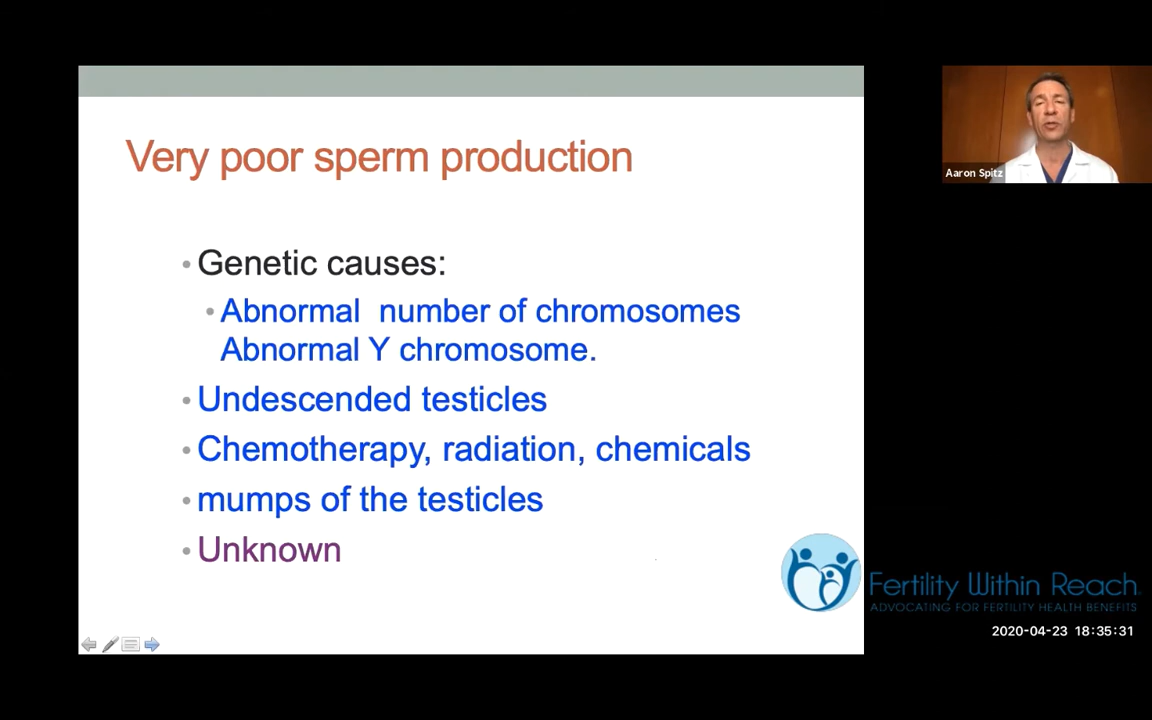 Very poor sperm production
• Genetic causes:
• Abnormal number of chromosomes
Abnormal Y chromosome.
• Undescended testicles
• Chemotherapy, radiation, chemicals
• mumps of the testicles
• Unknown
Aaron Spitz
Fertility Within Reach®
ADVOCATING FOR FERTILITY HEALTH BENEFITS
2020-04-23 18:35:31